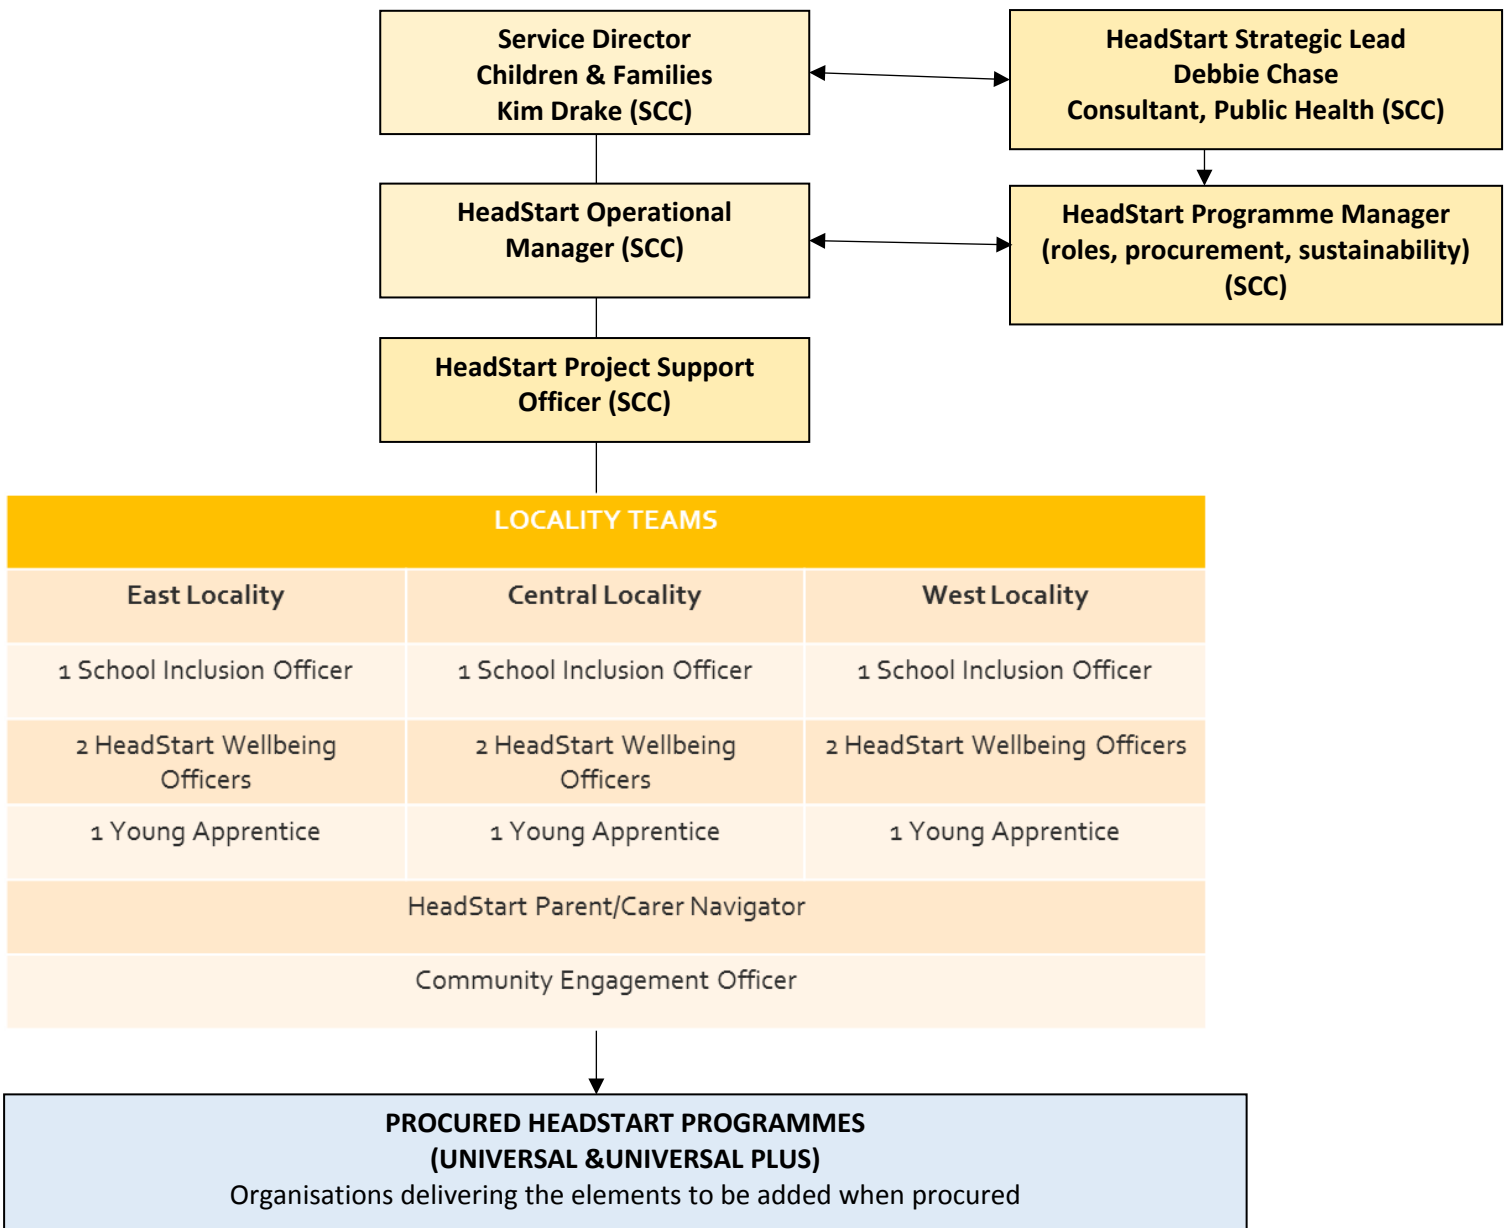 Service Director
Children & Families
Kim Drake (SCC)
HeadStart Strategic Lead
Debbie Chase
Consultant, Public Health (SCC)
HeadStart Operational
Manager (SCC)
HeadStart Programme Manager
(roles, procurement, sustainability)
(SCC)
HeadStart Project Support
Officer (SCC)
LOCALITY TEAMS
East Locality
Central Locality
West Locality
1 School Inclusion Officer
1 School Inclusion Officer
1 School Inclusion Officer
2 HeadStart Wellbeing
Officers
2 HeadStart Wellbeing
Officers
2 HeadStart Wellbeing Officers
1 Young Apprentice
1 Young Apprentice
1 Young Apprentice
HeadStart Parent/Carer Navigator
Community Engagement Officer
PROCURED HEADSTART PROGRAMMES
(UNIVERSAL &UNIVERSAL PLUS)
Organisations delivering the elements to be added when procured